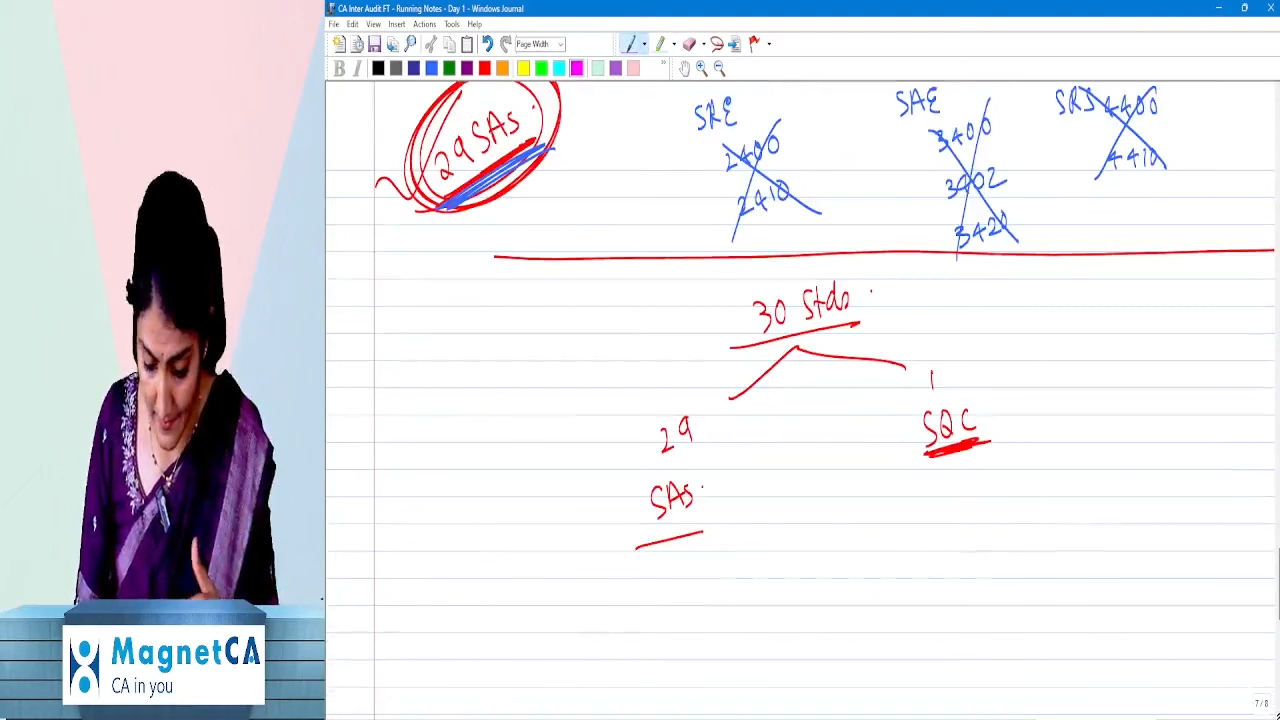 CA Inter Audit FT - Running Notes - Day 1 - Windows Journal
File Edit View Insert Actions Tools Help
Page Width
B I
29 SAs.
SRE
2400
2410
SAE
3400
3402
3420
SRS 4400
4410
30 Stds.
29
SAs.
1
SQC
MagnetCA
CA in you
7/8